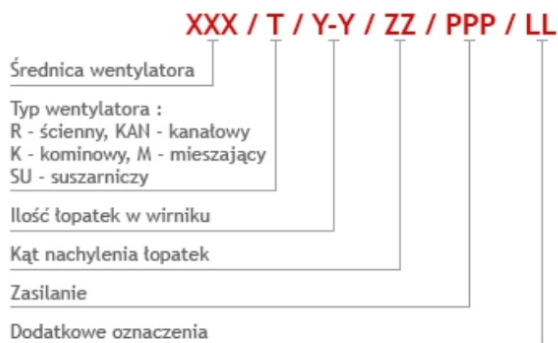 XXX / T / Y-Y / ZZ / PPP / LL
Średnica wentylatora
Typ wentylatora :
R - ścienny, KAN - kanałowy
K - kominowy, M - mieszający
SU - suszarniczy
Ilość łopatek w wirniku
Kąt nachylenia łopatek
Zasilanie
Dodatkowe oznaczenia